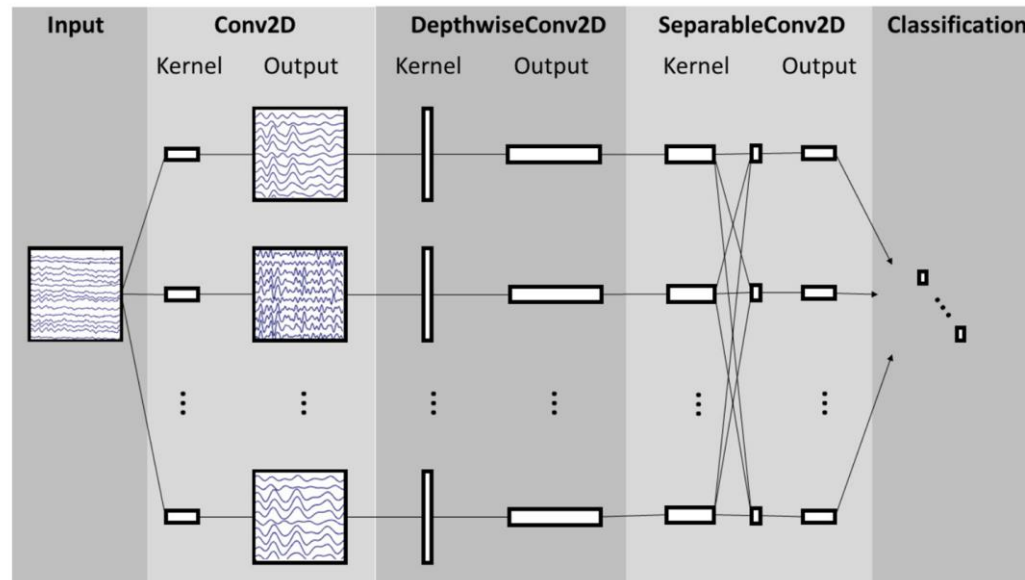 Input Conv2D DepthwiseConv2D SeparableConv2D Classification
Kernel Output Kernel Output Kernel Output